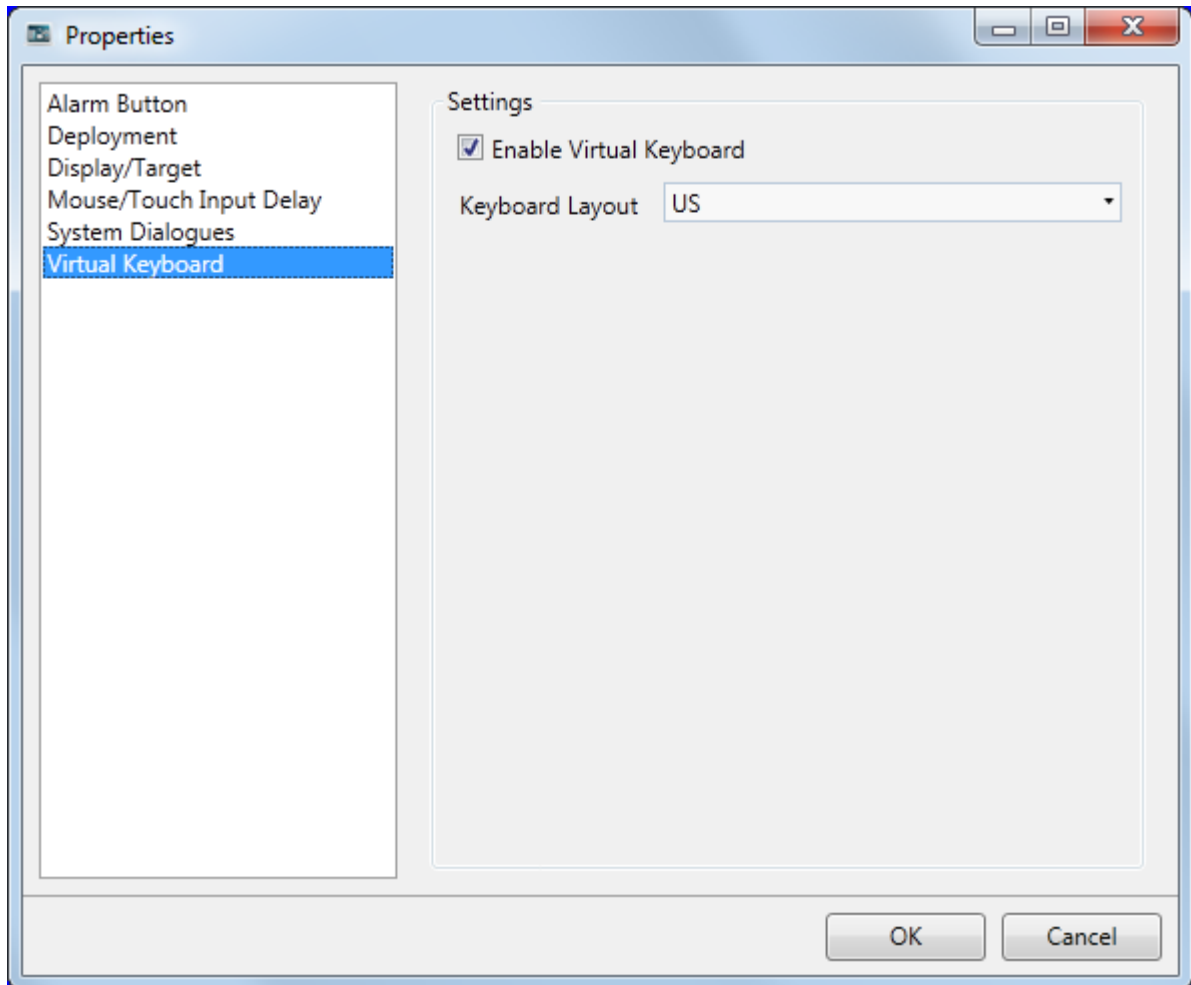 Properties
Alarm Button
Deployment
Display/Target
Mouse/Touch Input Delay
System Dialogues
Virtual Keyboard
Settings
Enable Virtual Keyboard
Keyboard Layout US
OK Cancel